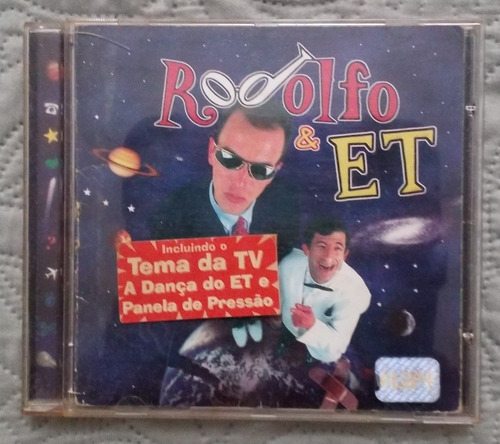 Rodolfo
& ET
Incluindo o
Tema da TV
A Dança do ET e
Panela de Pressão